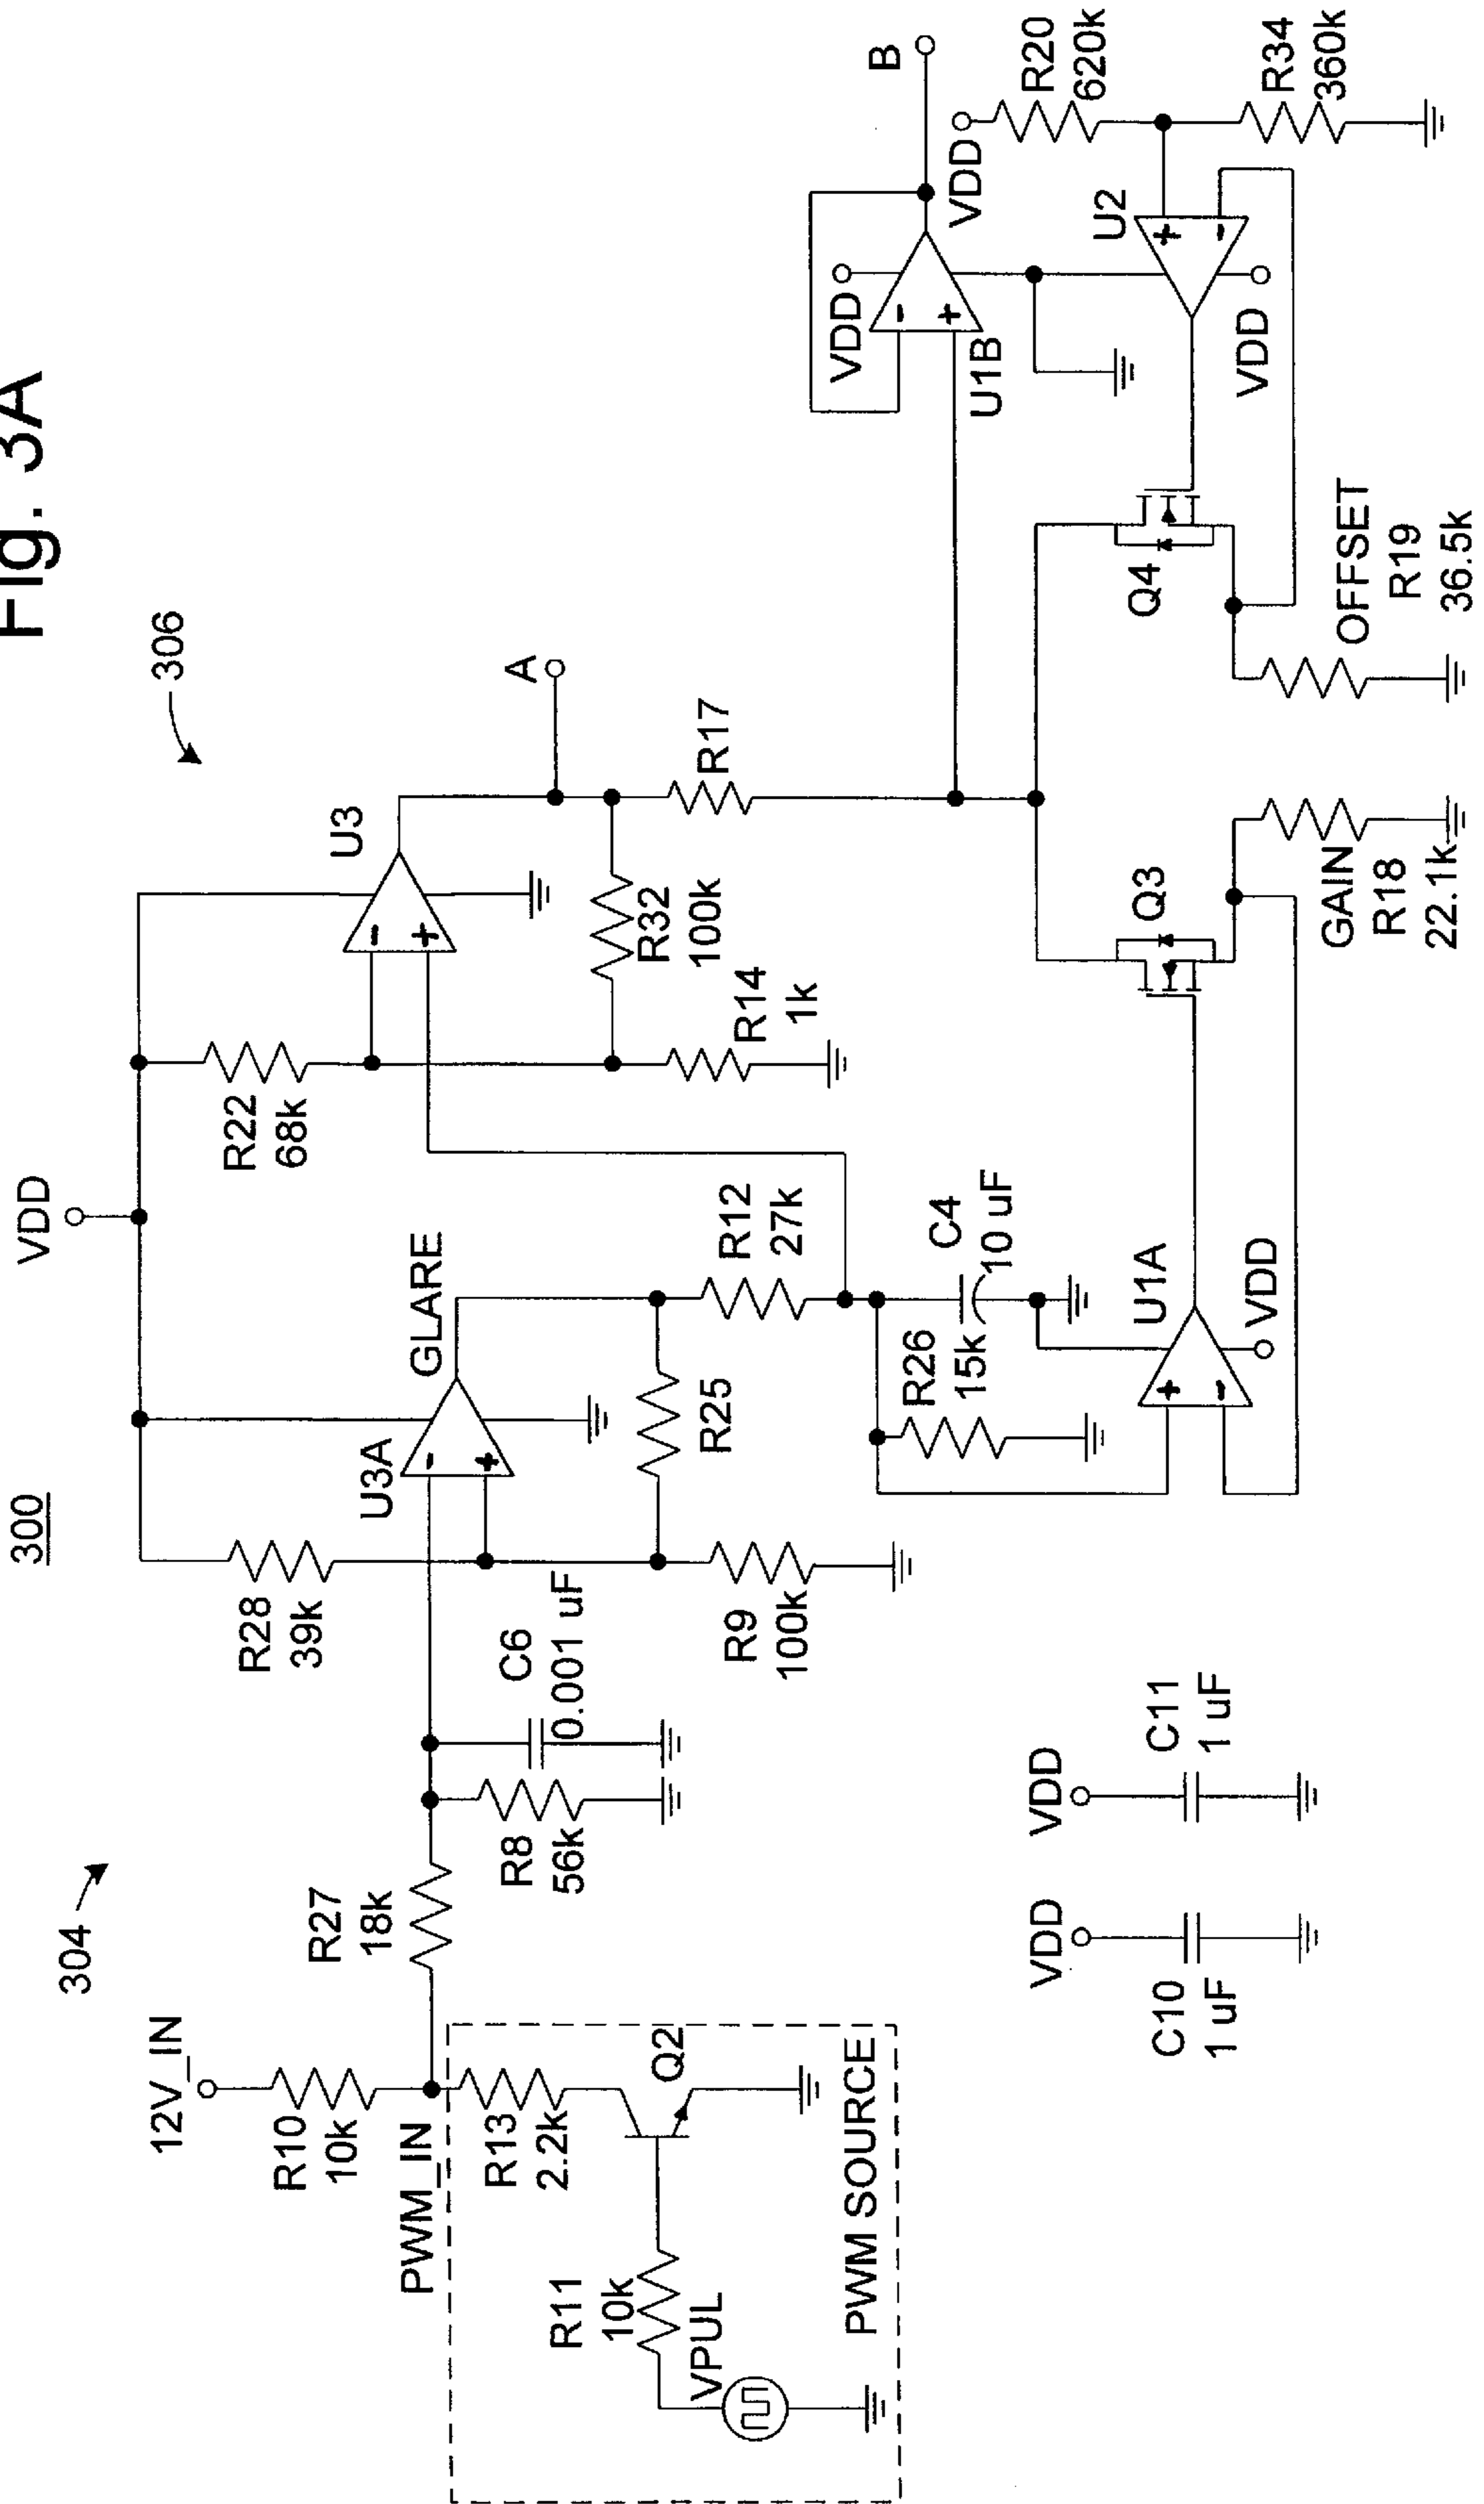 Fig. 3A
300
304
306
VDD
12V_IN
R10
10k
PWM_IN
R13
2.2k
Q2
R11
10k
VPUL
PWM SOURCE
R27
18k
R8
56k
C6
0.001 uF
R28
39k
U3A
-
+
GLARE
R25
R9
100k
R12
27k
R22
68k
U3
-
+
R32
100k
R14
1k
A
R17
C4
10 uF
R26
15k
U1A
+
-
VDD
Q3
GAIN
R18
22.1k
Q4
OFFSET
R19
36.5k
U1B
-
+
VDD
B
U2
+
-
VDD
VDD
R20
620k
R34
360k
VDD
C10
1 uF
VDD
C11
1 uF